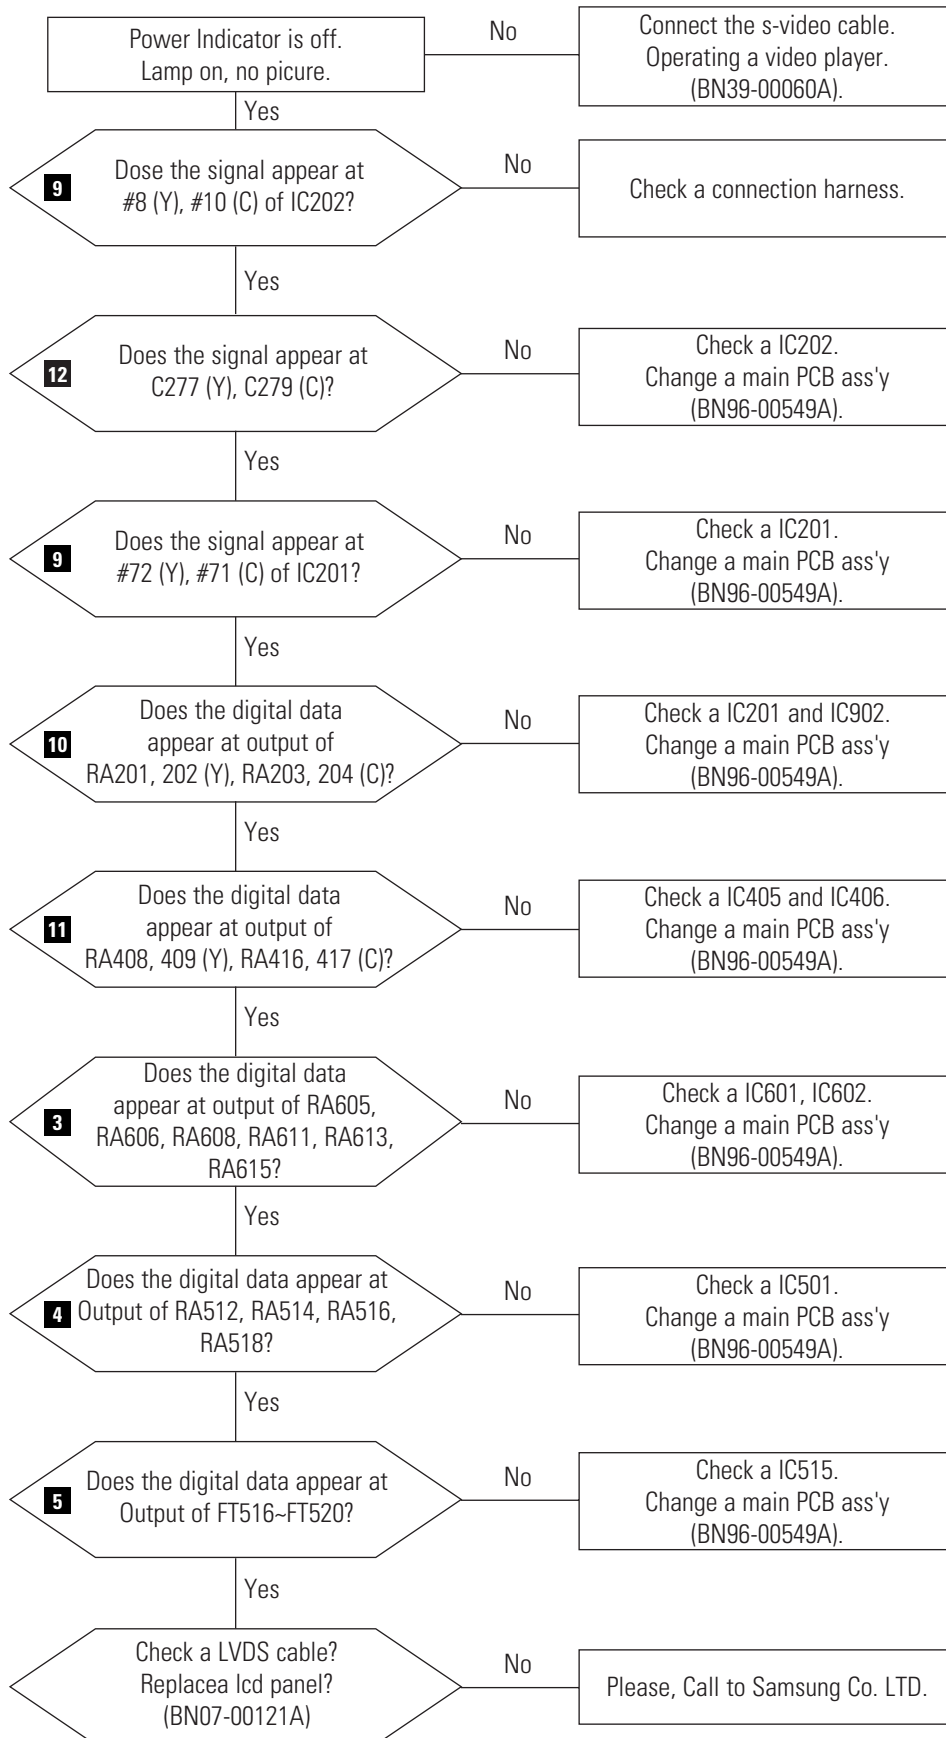 Power Indicator is off.
Lamp on, no picure.
No
Connect the s-video cable.
Operating a video player.
(BN39-00060A).
Yes
9
Dose the signal appear at
#8 (Y), #10 (C) of IC202?
No
Check a connection harness.
Yes
12
Does the signal appear at
C277 (Y), C279 (C)?
No
Check a IC202.
Change a main PCB ass'y
(BN96-00549A).
Yes
9
Does the signal appear at
#72 (Y), #71 (C) of IC201?
No
Check a IC201.
Change a main PCB ass'y
(BN96-00549A).
Yes
10
Does the digital data
appear at output of
RA201, 202 (Y), RA203, 204 (C)?
No
Check a IC201 and IC902.
Change a main PCB ass'y
(BN96-00549A).
Yes
11
Does the digital data
appear at output of
RA408, 409 (Y), RA416, 417 (C)?
No
Check a IC405 and IC406.
Change a main PCB ass'y
(BN96-00549A).
Yes
3
Does the digital data
appear at output of RA605,
RA606, RA608, RA611, RA613,
RA615?
No
Check a IC601, IC602.
Change a main PCB ass'y
(BN96-00549A).
Yes
4
Does the digital data appear at
Output of RA512, RA514, RA516,
RA518?
No
Check a IC501.
Change a main PCB ass'y
(BN96-00549A).
Yes
5
Does the digital data appear at
Output of FT516~FT520?
No
Check a IC515.
Change a main PCB ass'y
(BN96-00549A).
Yes
Check a LVDS cable?
Replacea lcd panel?
(BN07-00121A)
No
Please, Call to Samsung Co. LTD.